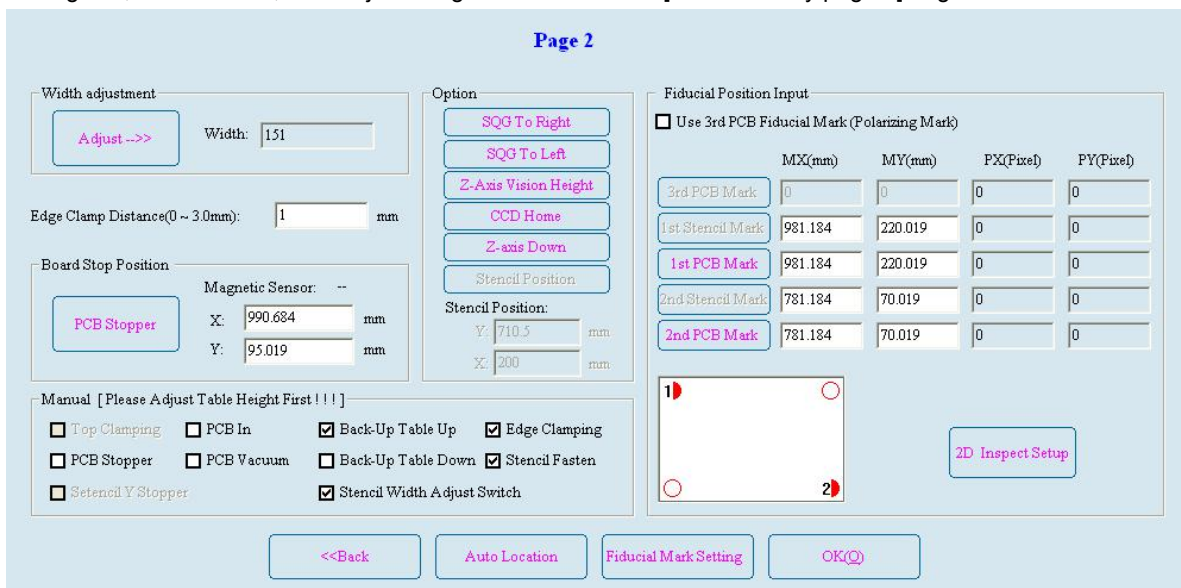 Page 2
Width adjustment
Adjust -->>
Width: 151
Edge Clamp Distance(0 ~ 3.0mm): 1 mm
Board Stop Position
Magnetic Sensor: --
PCB Stopper
X: 990.684 mm
Y: 95.019 mm
Option
SQG To Right
SQG To Left
Z-Axis Vision Height
CCD Home
Z-axis Down
Stencil Position
Stencil Position:
Y: 710.5 mm
X: 200 mm
Manual [ Please Adjust Table Height First ! ! ! ]
Top Clamping PCB In Back-Up Table Up Edge Clamping
PCB Stopper PCB Vacuum Back-Up Table Down Stencil Fasten
Setencil Y Stopper Stencil Width Adjust Switch
Fiducial Position Input
Use 3rd PCB Fiducial Mark (Polarizing Mark)
MX(mm) MY(mm) PX(Pixel) PY(Pixel)
3rd PCB Mark 0 0 0 0
1st Stencil Mark 981.184 220.019 0 0
1st PCB Mark 981.184 220.019 0 0
2nd Stencil Mark 781.184 70.019 0 0
2nd PCB Mark 781.184 70.019 0 0
1
2
2D Inspect Setup
<<Back Auto Location Fiducial Mark Setting OK(O)